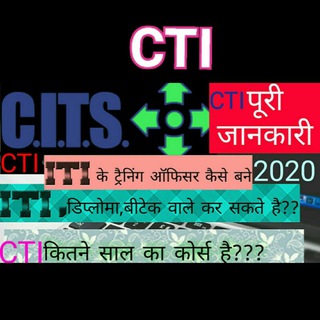 CTI
C.I.T.S. CTI पूरी
जानकारी
CTI ITI के ट्रैनिंग ऑफिसर कैसे बने 2020
ITI ,डिप्लोमा,बीटेक वाले कर सकते है??
CTI कितने साल का कोर्स है???